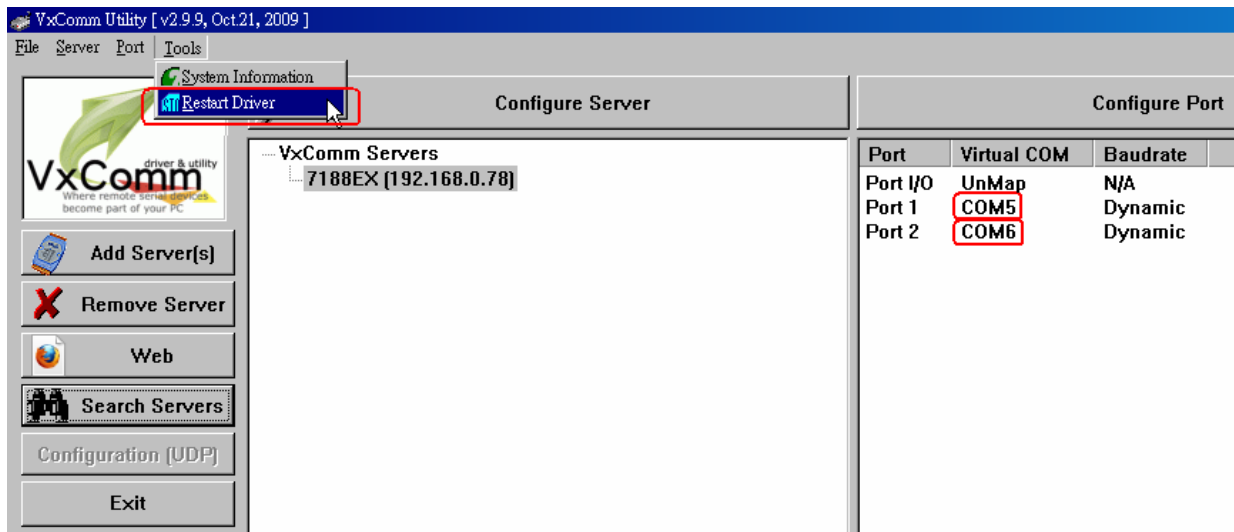 VxComm Utility [ v2.9.9, Oct.21, 2009 ]
File Server Port Tools
System Information
Restart Driver
Configure Server
Configure Port
VxComm
driver & utility
Where remote serial devices
become part of your PC
Add Server(s)
Remove Server
Web
Search Servers
Configuration (UDP)
Exit
VxComm Servers
7188EX (192.168.0.78)
Port Virtual COM Baudrate
Port I/O UnMap N/A
Port 1 COM5 Dynamic
Port 2 COM6 Dynamic